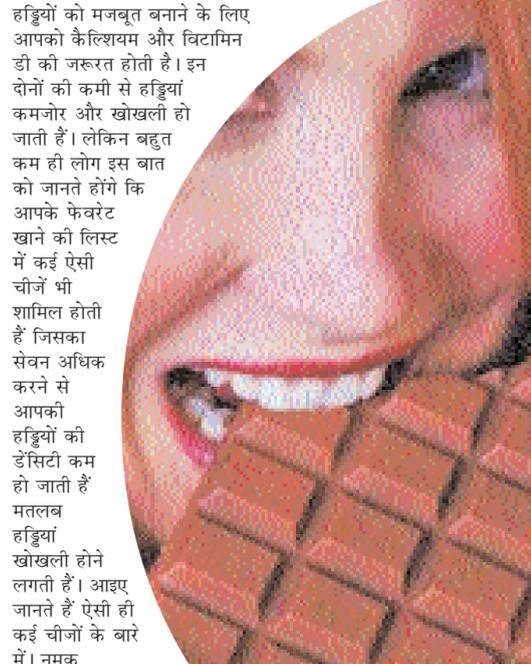 हड्डियों को मजबूत बनाने के लिए
आपको कैल्शियम और विटामिन
डी की जरूरत होती है। इन
दोनों की कमी से हड्डियां
कमजोर और खोखली हो
जाती हैं। लेकिन बहुत
कम ही लोग इस बात
को जानते होंगे कि
आपके फेवरेट
खाने की लिस्ट
में कई ऐसी
चीजें भी
शामिल होती
हैं जिसका
सेवन अधिक
करने से
आपकी
हड्डियों की
डेंसिटी कम
हो जाती हैं
मतलब
हड्डियां
खोखली होने
लगती हैं। आइए
जानते हैं ऐसी ही
कई चीजों के बारे
में। नमक